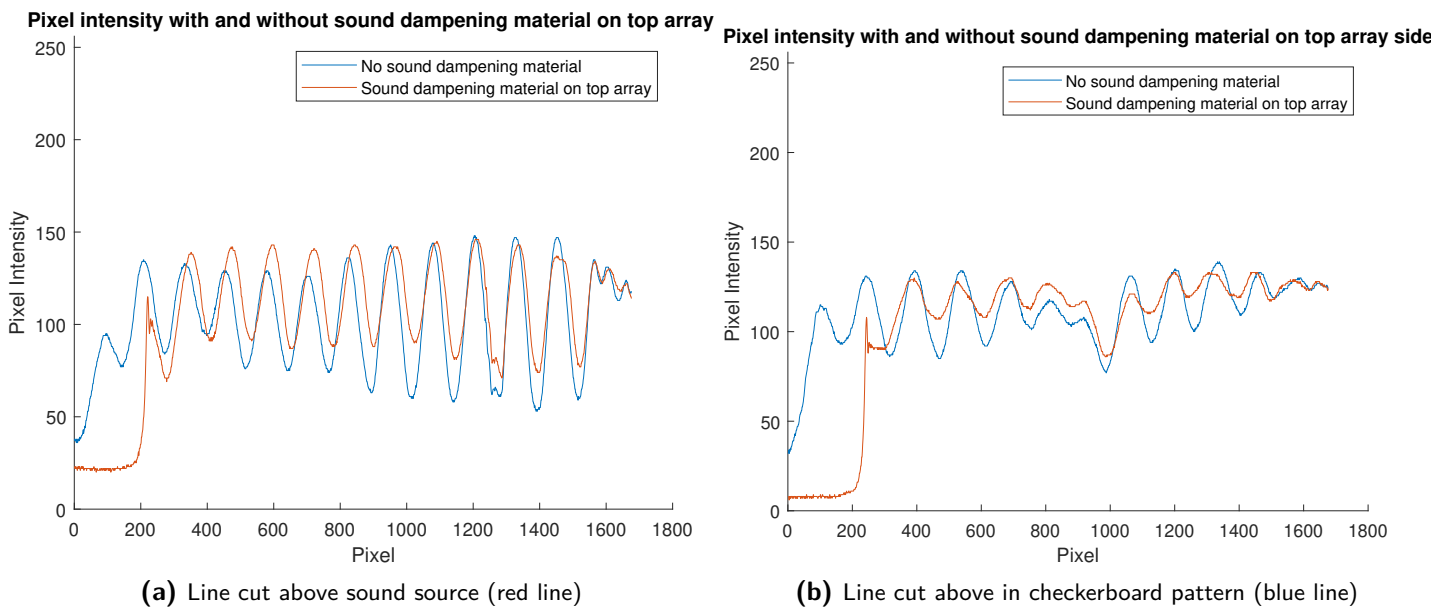 Pixel intensity with and without sound dampening material on top array
250
200
150
100
50
0
Pixel Intensity
No sound dampening material
Sound dampening material on top array
0 200 400 600 800 1000 1200 1400 1600 1800
Pixel
(a) Line cut above sound source (red line)
Pixel intensity with and without sound dampening material on top array side
250
200
150
100
50
0
Pixel Intensity
No sound dampening material
Sound dampening material on top array
0 200 400 600 800 1000 1200 1400 1600 1800
Pixel
(b) Line cut above in checkerboard pattern (blue line)